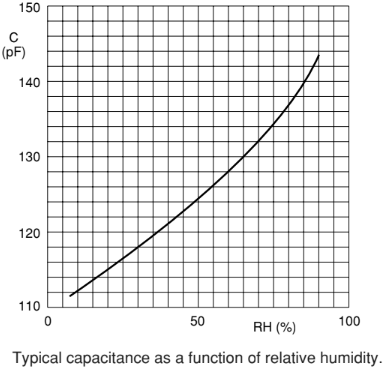 150
C
(pF)
140
130
120
110
0 50 100
RH (%)
Typical capacitance as a function of relative humidity.